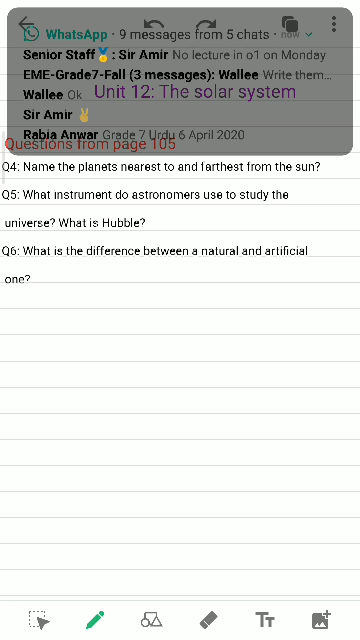 WhatsApp · 9 messages from 5 chats · now
Senior Staff🏅: Sir Amir No lecture in o1 on Monday
EME-Grade7-Fall (3 messages): Wallee Write them...
Wallee Ok
Unit 12: The solar system
Sir Amir ✌
Rabia Anwar Grade 7 Urdu 6 April 2020
Questions from page 105
Q4: Name the planets nearest to and farthest from the sun?
Q5: What instrument do astronomers use to study the
universe? What is Hubble?
Q6: What is the difference between a natural and artificial
one?
TT